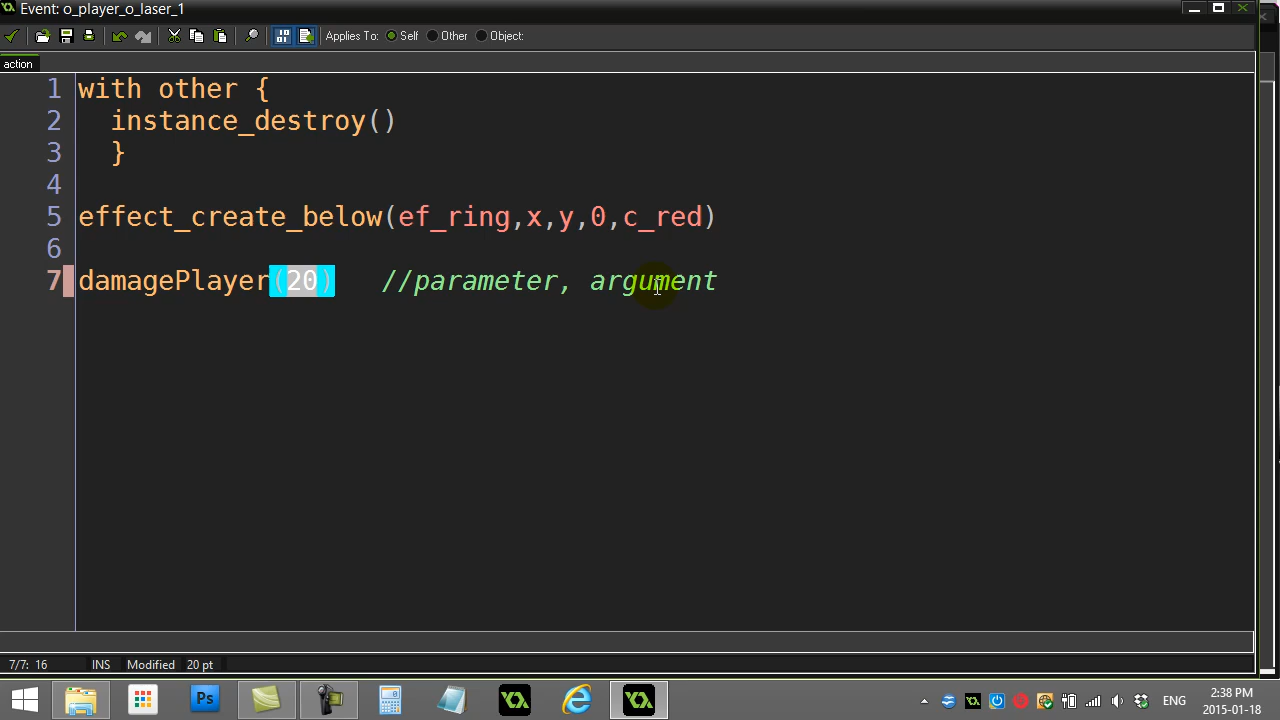 Event: o_player_o_laser_1
Applies To: Self Other Object:
action
1 with other {
2 instance_destroy()
3 }
4
5 effect_create_below(ef_ring,x,y,0,c_red)
6
7 damagePlayer(20) //parameter, argument
7/7: 16 INS Modified 20 pt
Ps ENG 2:38 PM
2015-01-18